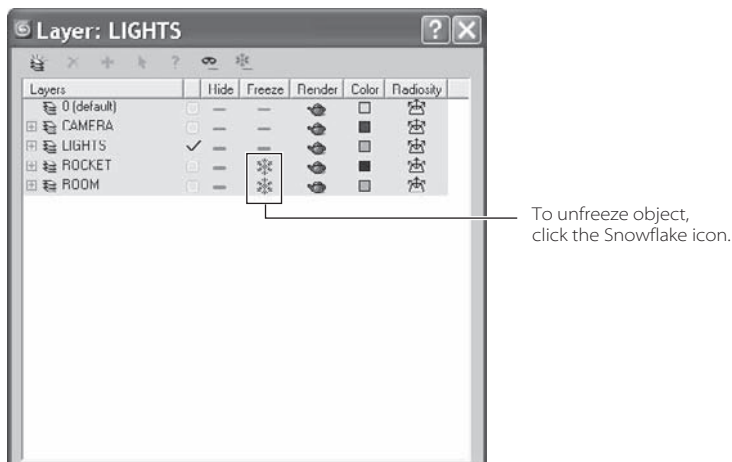 Layer: LIGHTS
?
Layers Hide Freeze Render Color Radiosity
0 (default)
CAMERA
LIGHTS
ROCKET
ROOM
To unfreeze object,
click the Snowflake icon.